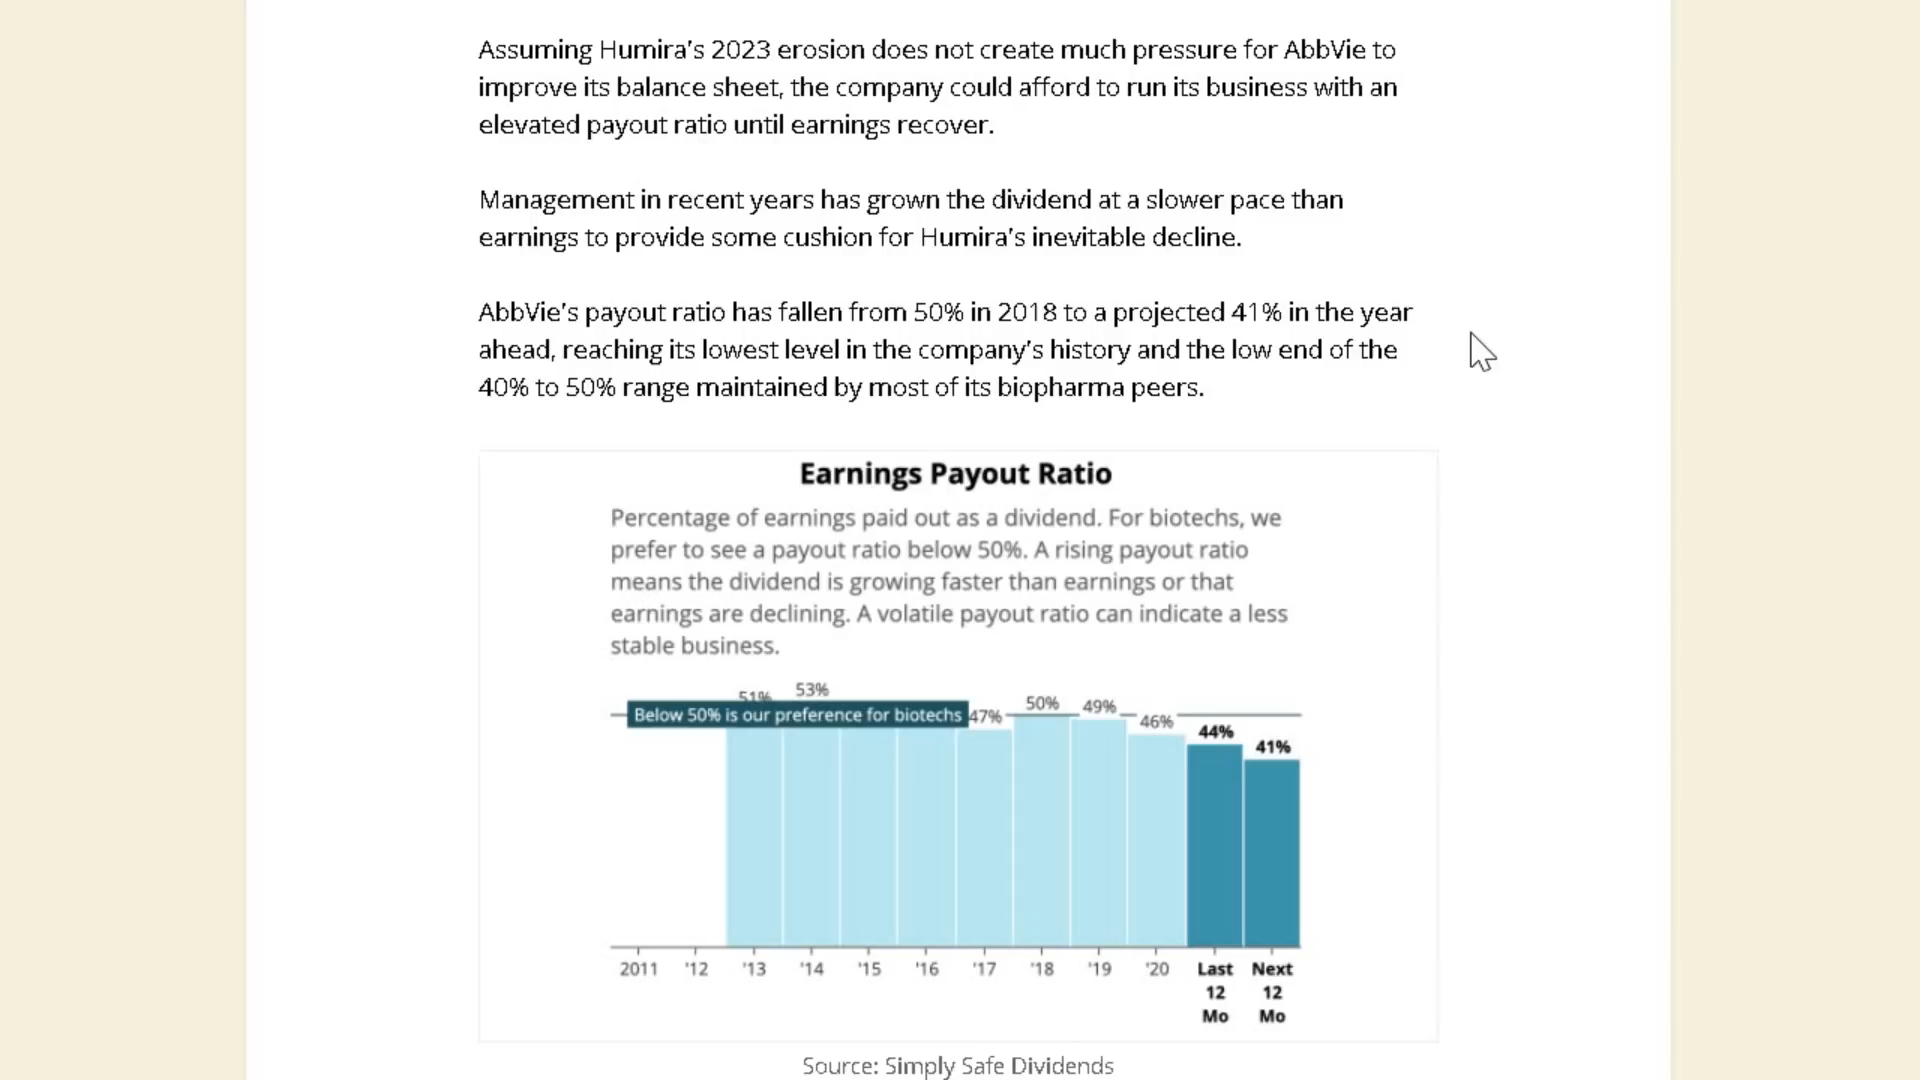 Assuming Humira’s 2023 erosion does not create much pressure for AbbVie to
improve its balance sheet, the company could afford to run its business with an
elevated payout ratio until earnings recover.
Management in recent years has grown the dividend at a slower pace than
earnings to provide some cushion for Humira’s inevitable decline.
AbbVie’s payout ratio has fallen from 50% in 2018 to a projected 41% in the year
ahead, reaching its lowest level in the company’s history and the low end of the
40% to 50% range maintained by most of its biopharma peers.
Earnings Payout Ratio
Percentage of earnings paid out as a dividend. For biotechs, we
prefer to see a payout ratio below 50%. A rising payout ratio
means the dividend is growing faster than earnings or that
earnings are declining. A volatile payout ratio can indicate a less
stable business.
51% 53%
Below 50% is our preference for biotechs 47% 50% 49% 46% 44% 41%
2011 '12 '13 '14 '15 '16 '17 '18 '19 '20 Last Next
12 12
Mo Mo
Source: Simply Safe Dividends